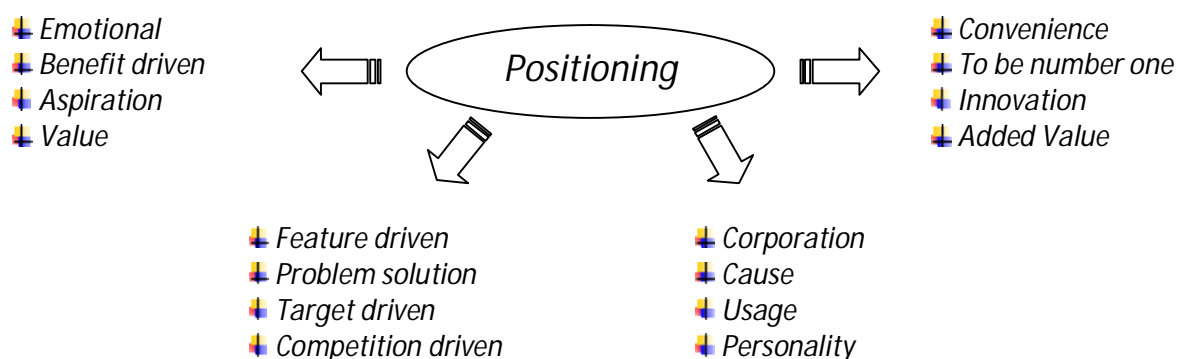 Positioning
Emotional
Benefit driven
Aspiration
Value
Convenience
To be number one
Innovation
Added Value
Feature driven
Problem solution
Target driven
Competition driven
Corporation
Cause
Usage
Personality